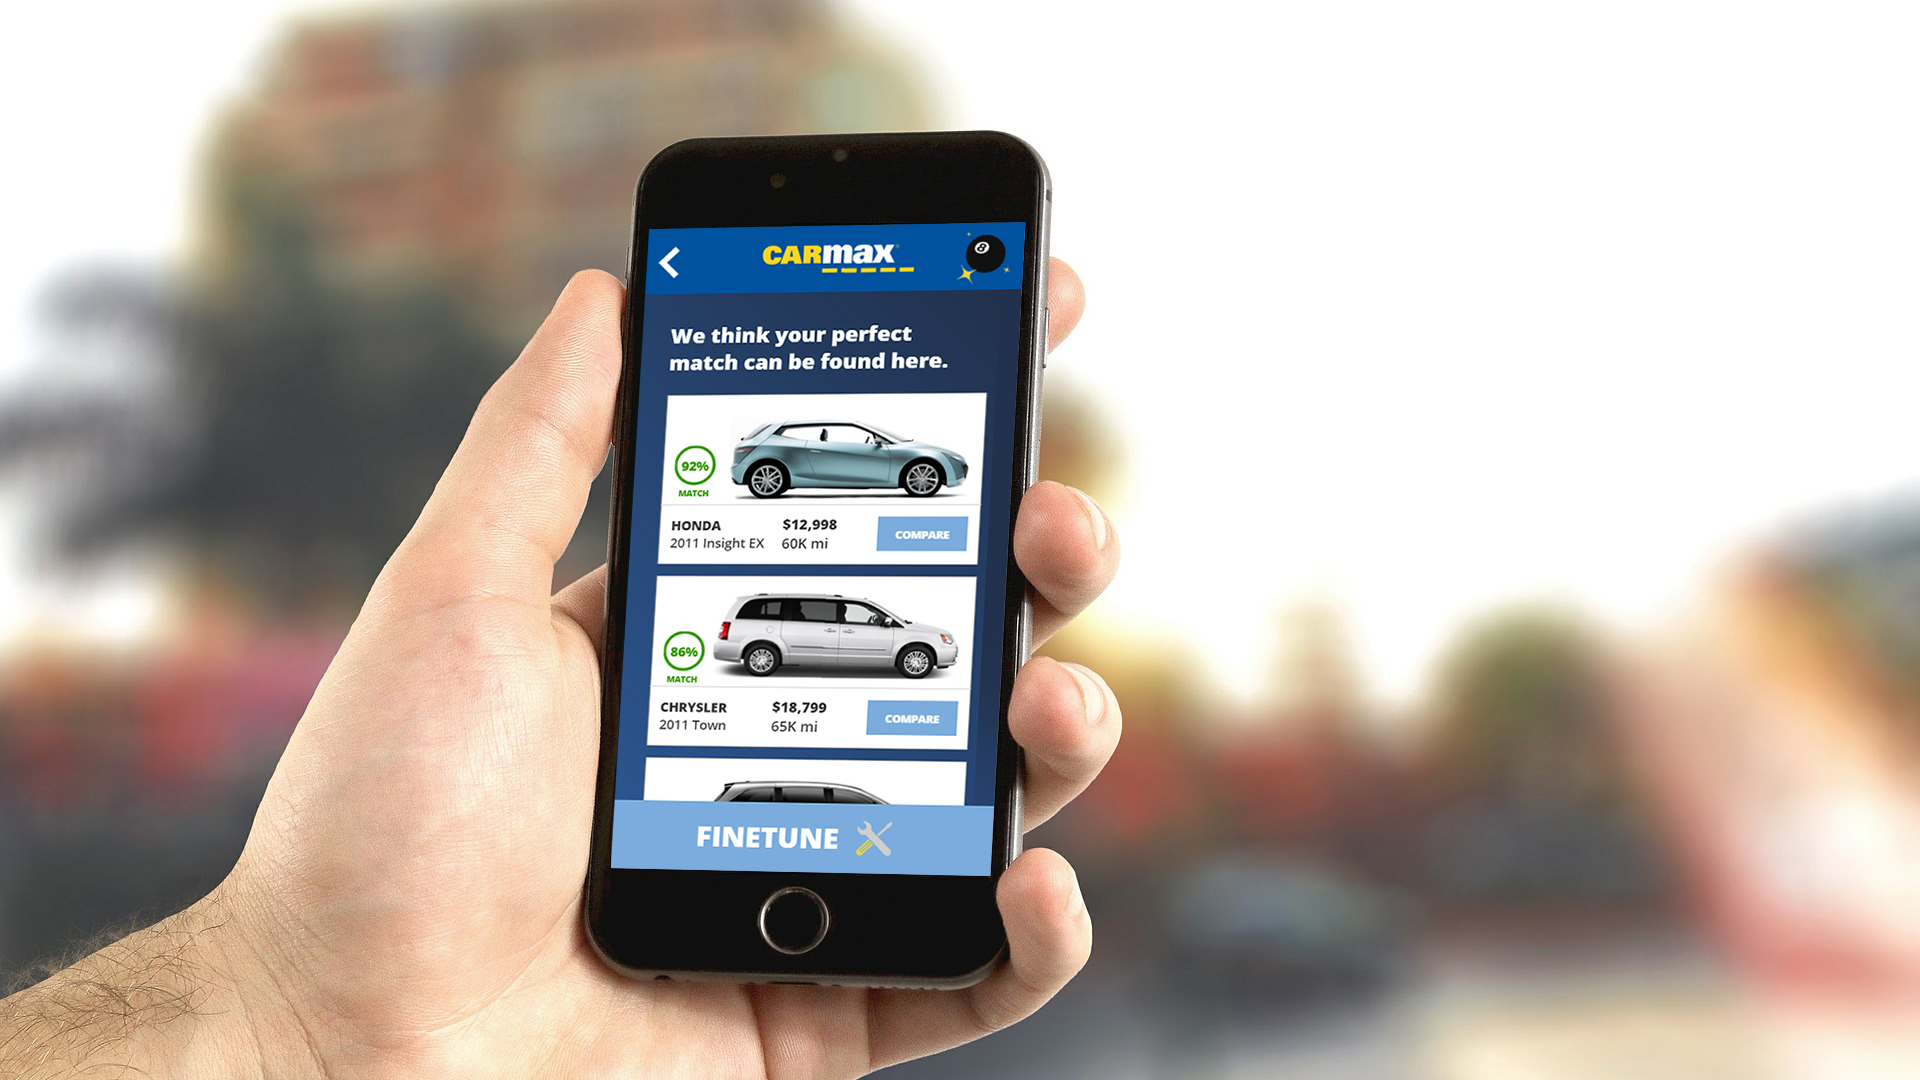 CARmax
8
We think your perfect
match can be found here.
92%
MATCH
HONDA
2011 Insight EX
$12,998
60K mi
COMPARE
86%
MATCH
CHRYSLER
2011 Town
$18,799
65K mi
COMPARE
FINETUNE